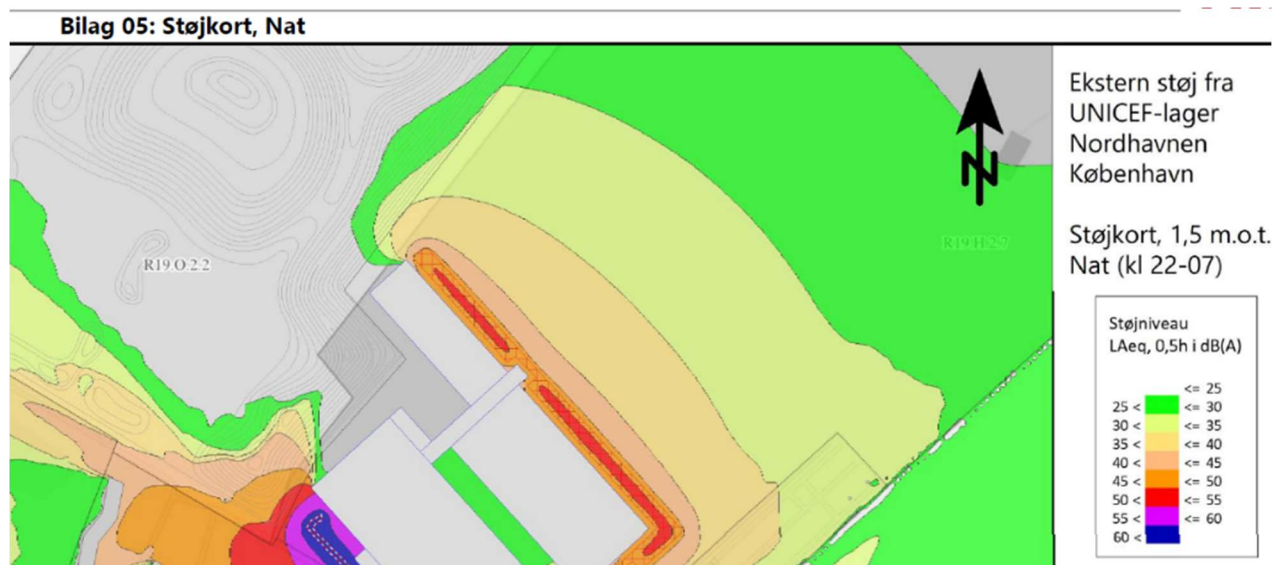 Bilag 05: Støjkort, Nat
Ekstern støj fra
UNICEF-lager
Nordhavnen
København
Støjkort, 1,5 m.o.t.
Nat (kl 22-07)
N
R19.O.2.2
R19.H.2.7
Støjniveau
LAeq, 0,5h i dB(A)
<= 25
25 < <= 30
30 < <= 35
35 < <= 40
40 < <= 45
45 < <= 50
50 < <= 55
55 < <= 60
60 <